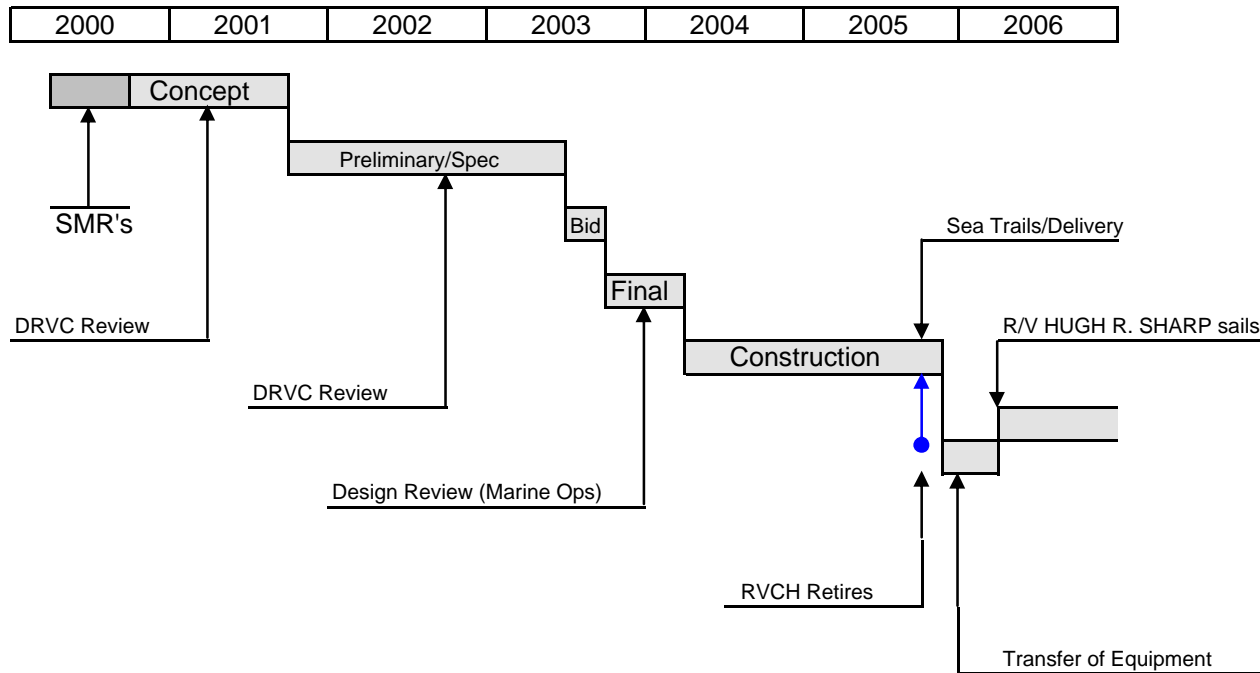 2000 2001 2002 2003 2004 2005 2006
Concept
Preliminary/Spec
SMR's
Bid
Sea Trails/Delivery
Final
DRVC Review
R/V HUGH R. SHARP sails
Construction
DRVC Review
Design Review (Marine Ops)
RVCH Retires
Transfer of Equipment